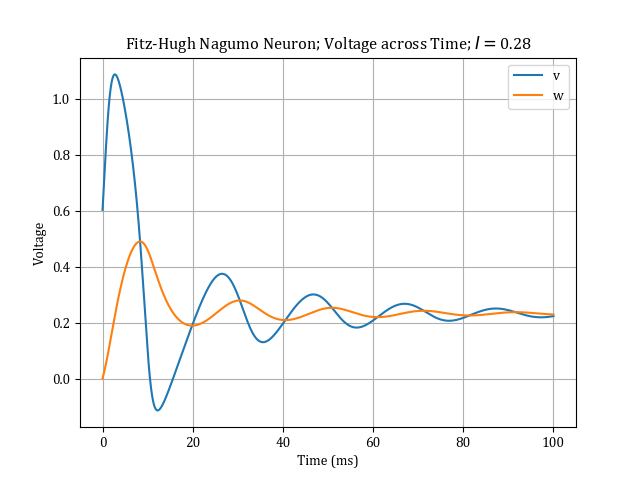 Fitz-Hugh Nagumo Neuron; Voltage across Time; I = 0.28
v
w
Voltage
1.0
0.8
0.6
0.4
0.2
0.0
0 20 40 60 80 100
Time (ms)